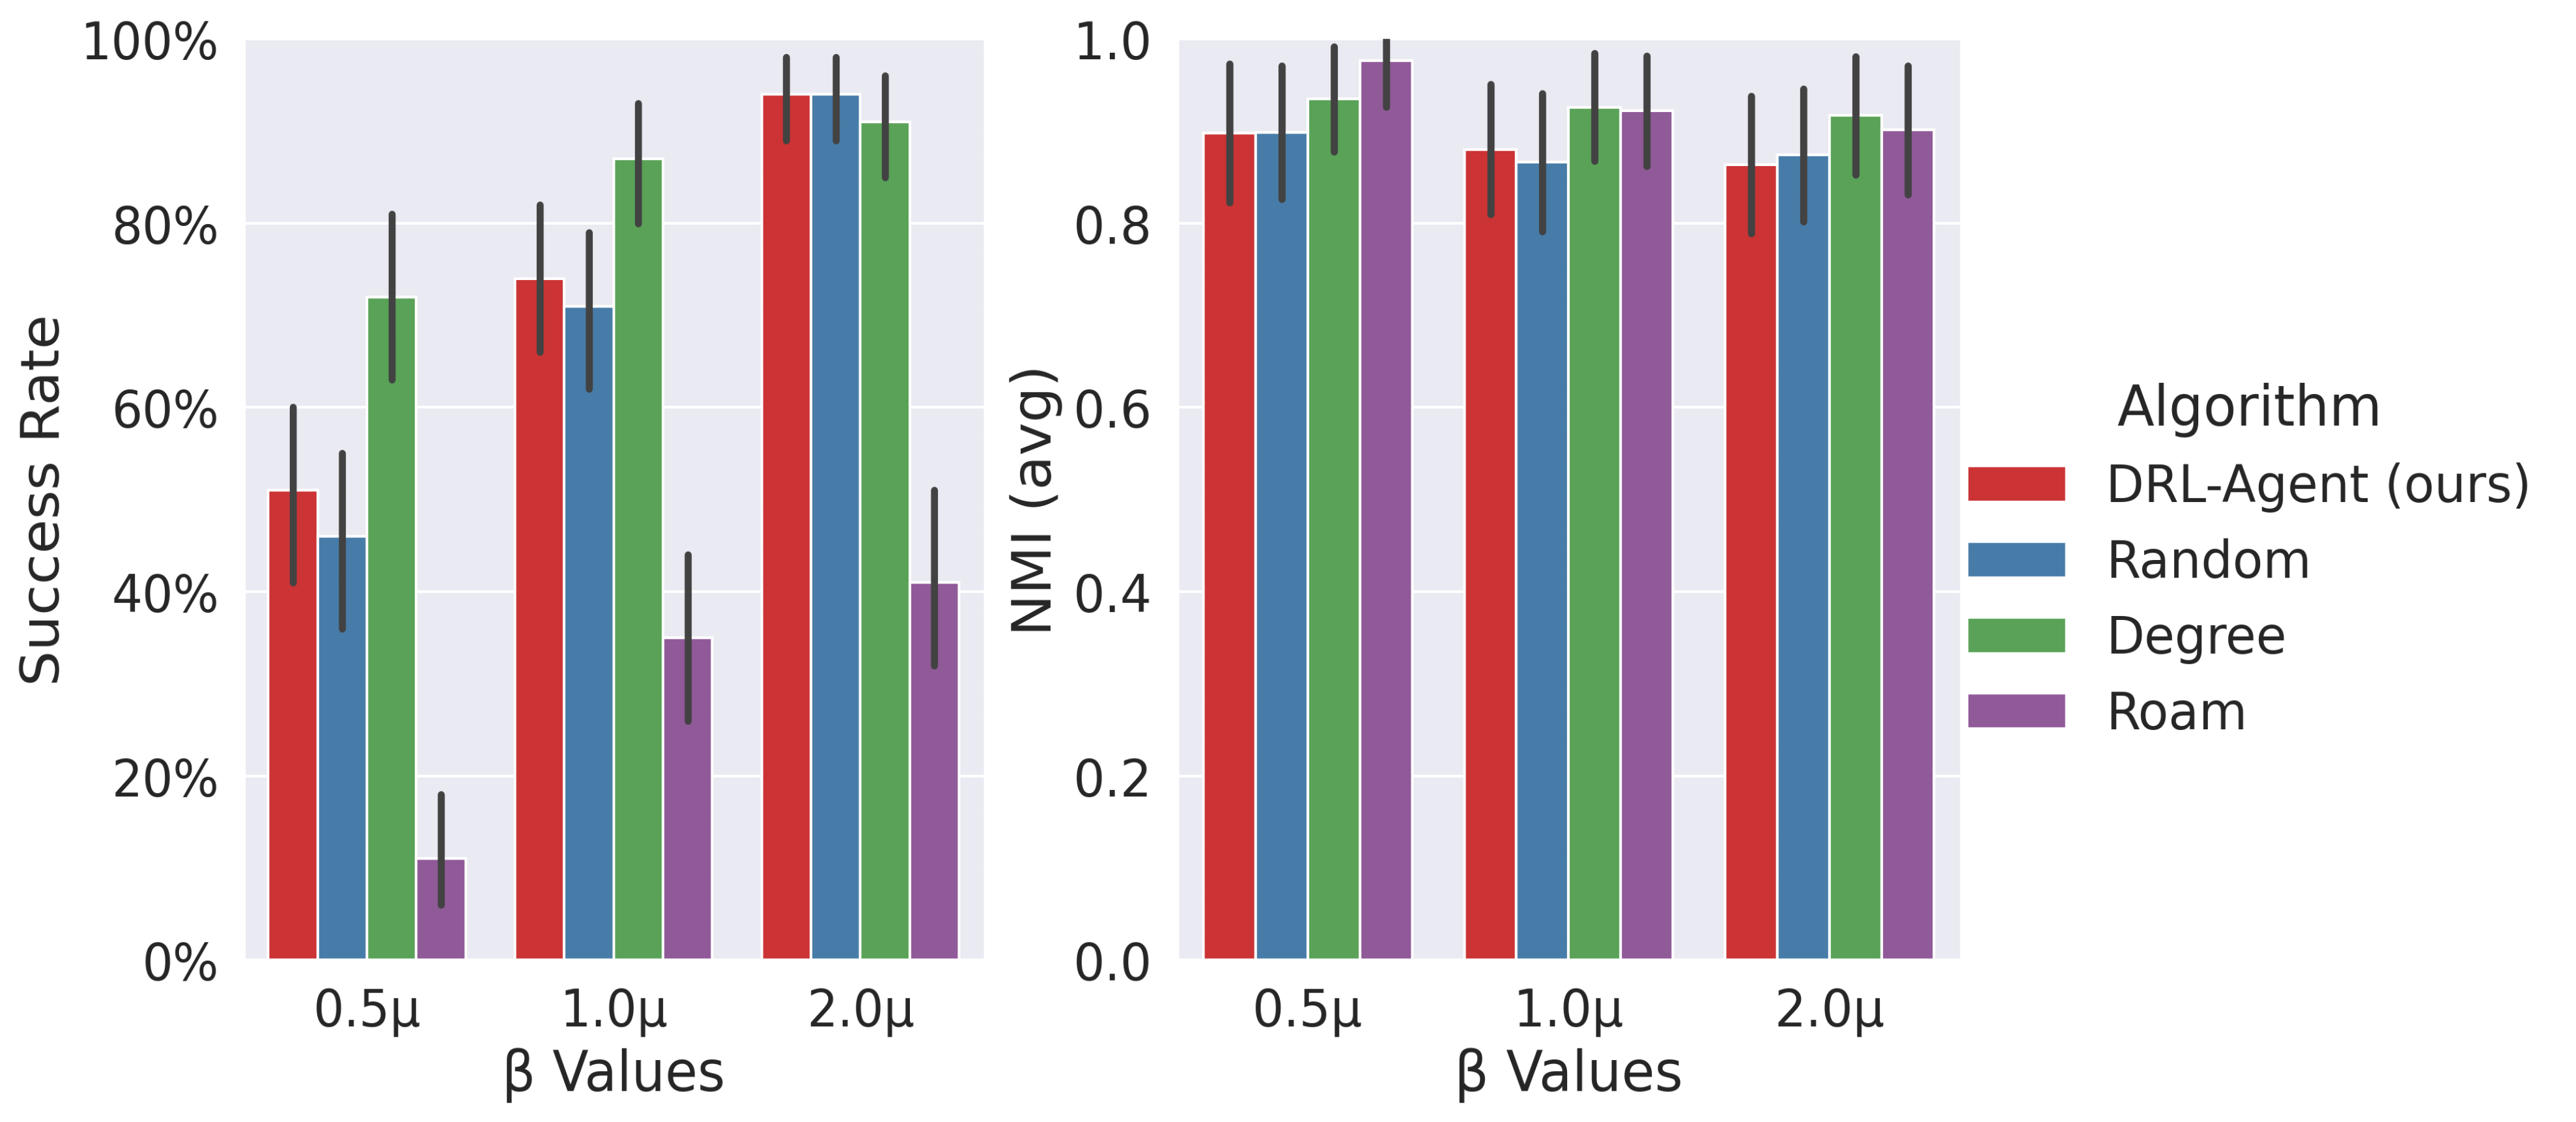 100%
80%
60%
40%
20%
0%
Success Rate
0.5µ 1.0µ 2.0µ
β Values
1.0
0.8
0.6
0.4
0.2
0.0
NMI (avg)
0.5µ 1.0µ 2.0µ
β Values
Algorithm
DRL-Agent (ours)
Random
Degree
Roam